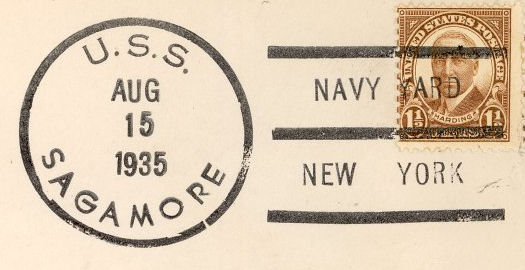 U.S.S.
AUG
15
1935
SAGAMORE
NAVY YARD
NEW YORK
UNITED STATES POSTAGE
HARDING
1½ 1½